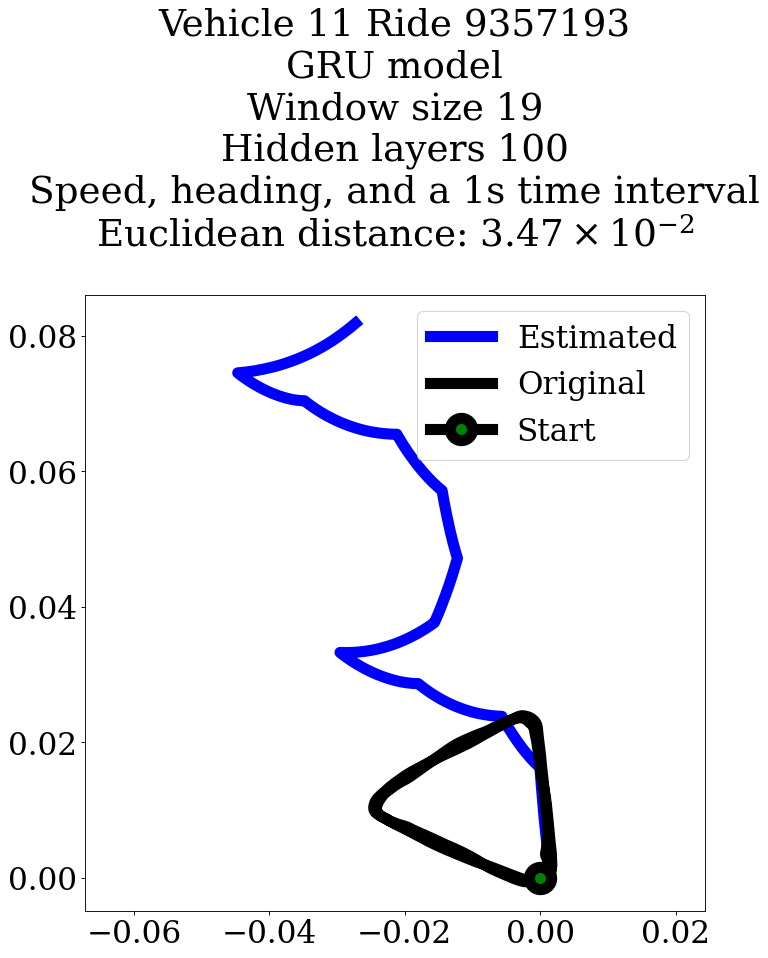 Vehicle 11 Ride 9357193
GRU model
Window size 19
Hidden layers 100
Speed, heading, and a 1s time interval
Euclidean distance: 3.47 × 10⁻²
Estimated
Original
Start
0.08
0.06
0.04
0.02
0.00
−0.06 −0.04 −0.02 0.00 0.02